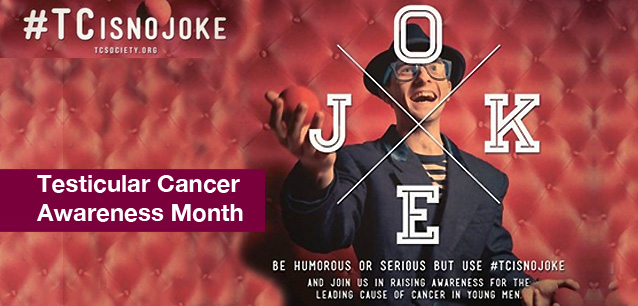 #TCISNOJOKE
TCSOCIETY.ORG
O
J K
E
Testicular Cancer
Awareness Month
BE HUMOROUS OR SERIOUS BUT USE #TCISNOJOKE
AND JOIN US IN RAISING AWARENESS FOR THE
LEADING CAUSE OF CANCER IN YOUNG MEN.